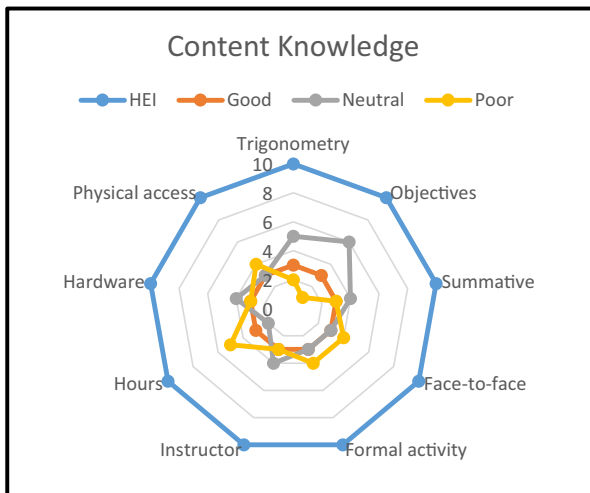 Content Knowledge
HEI Good Neutral Poor
Trigonometry
10
Physical access Objectives
8
6
4
Hardware Summative
2
0
Hours Face-to-face
Instructor Formal activity